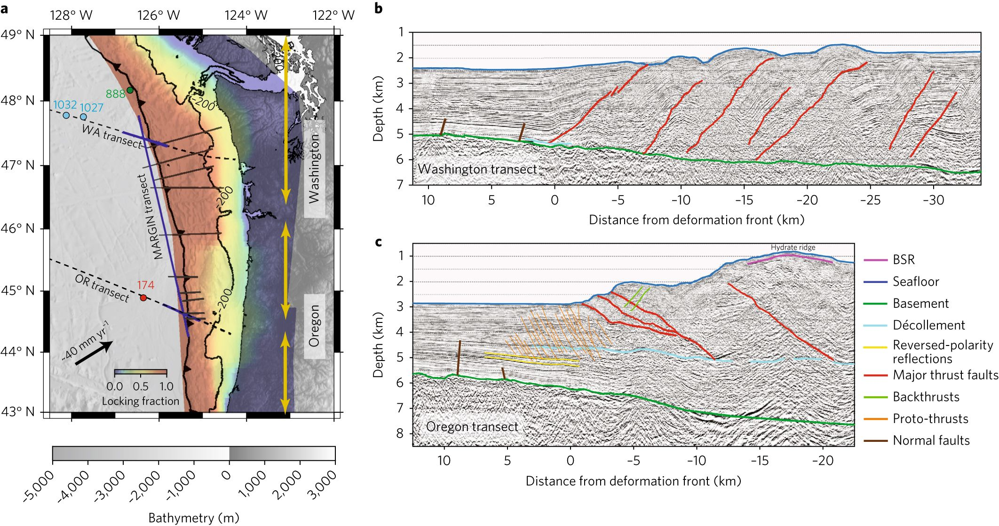 a
128° W
126° W
124° W
122° W
49° N
48° N
47° N
46° N
45° N
44° N
43° N
888
1032
1027
WA transect
MARGIN transect
OR transect
174
-200
-200
-200
Washington
Oregon
~40 mm yr⁻¹
0.0
0.5
1.0
Locking fraction
-5,000
-4,000
-3,000
-2,000
-1,000
0
1,000
2,000
3,000
Bathymetry (m)
b
Depth (km)
1
2
3
4
5
6
7
Washington transect
10
5
0
-5
-10
-15
-20
-25
-30
Distance from deformation front (km)
c
Depth (km)
1
2
3
4
5
6
7
8
Hydrate ridge
Oregon transect
10
5
0
-5
-10
-15
-20
Distance from deformation front (km)
BSR
Seafloor
Basement
Décollement
Reversed-polarity
reflections
Major thrust faults
Backthrusts
Proto-thrusts
Normal faults